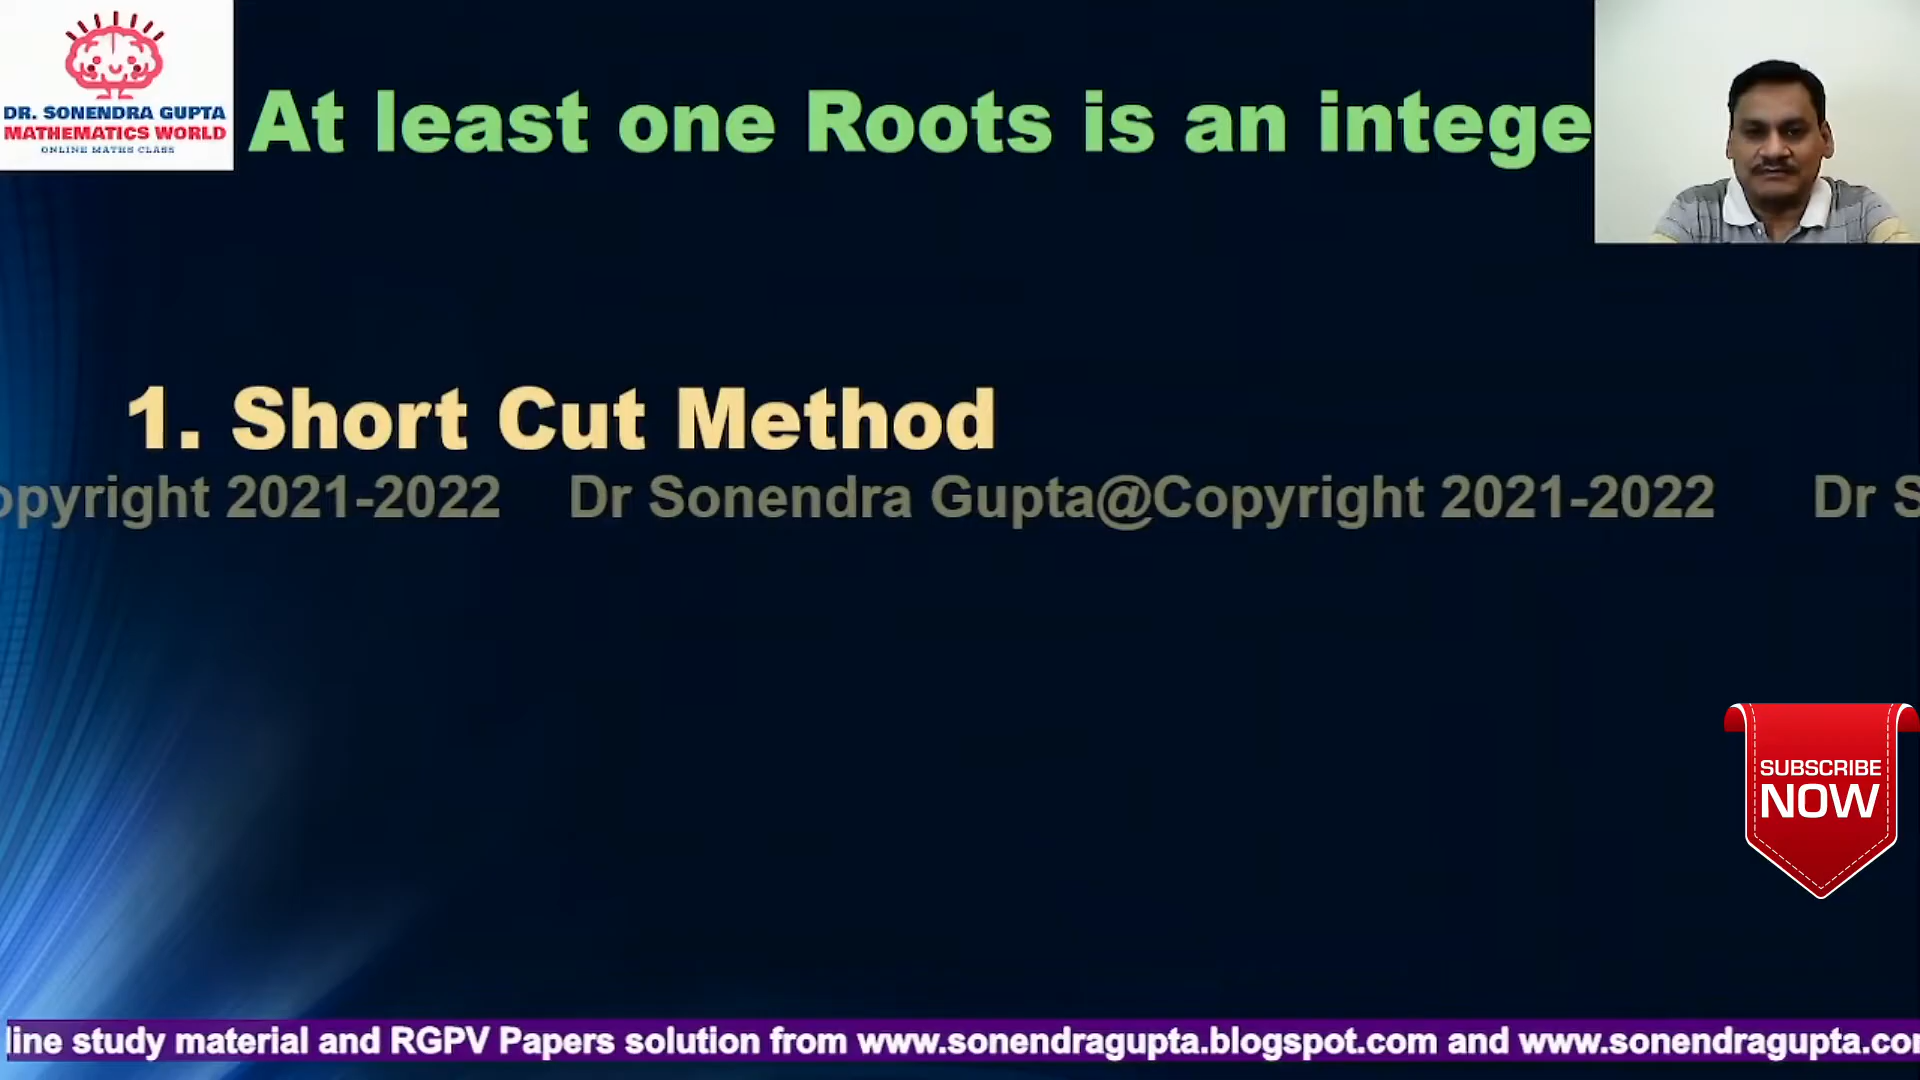 DR. SONENDRA GUPTA
MATHEMATICS WORLD
ONLINE MATHS CLASS
At least one Roots is an intege
1. Short Cut Method
opyright 2021-2022 Dr Sonendra Gupta@Copyright 2021-2022 Dr S
SUBSCRIBE
NOW
line study material and RGPV Papers solution from www.sonendragupta.blogspot.com and www.sonendragupta.con